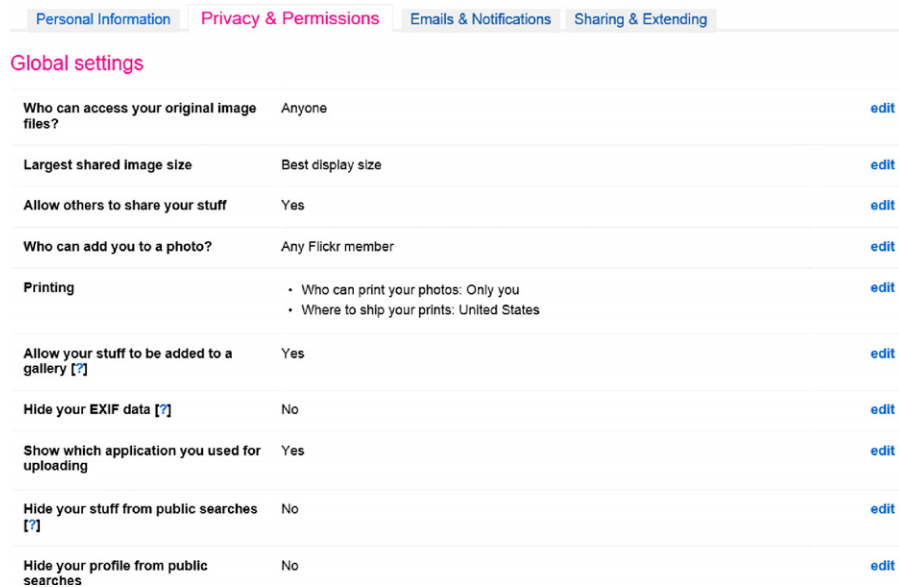 Personal Information Privacy & Permissions Emails & Notifications Sharing & Extending
Global settings
Who can access your original image files? Anyone edit
Largest shared image size Best display size edit
Allow others to share your stuff Yes edit
Who can add you to a photo? Any Flickr member edit
Printing • Who can print your photos: Only you edit
• Where to ship your prints: United States
Allow your stuff to be added to a gallery [?] Yes edit
Hide your EXIF data [?] No edit
Show which application you used for uploading Yes edit
Hide your stuff from public searches [?] No edit
Hide your profile from public searches No edit